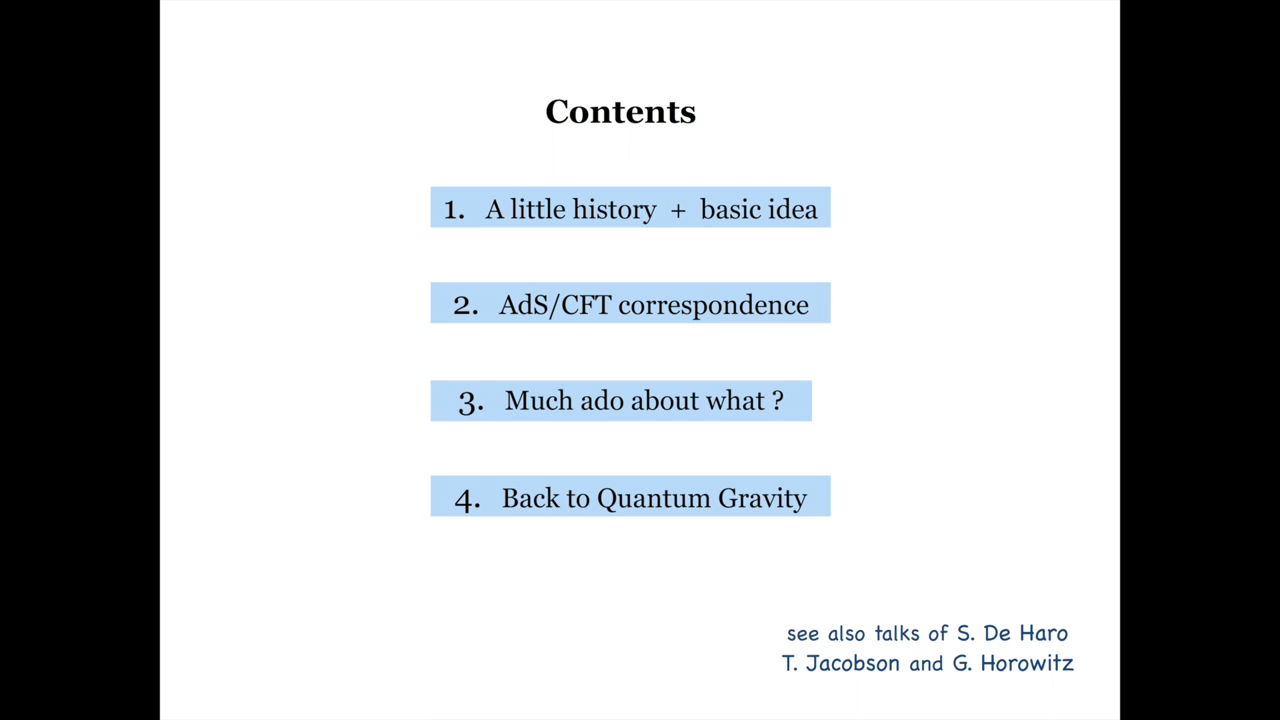 Contents
1. A little history + basic idea
2. AdS/CFT correspondence
3. Much ado about what ?
4. Back to Quantum Gravity
see also talks of S. De Haro
T. Jacobson and G. Horowitz